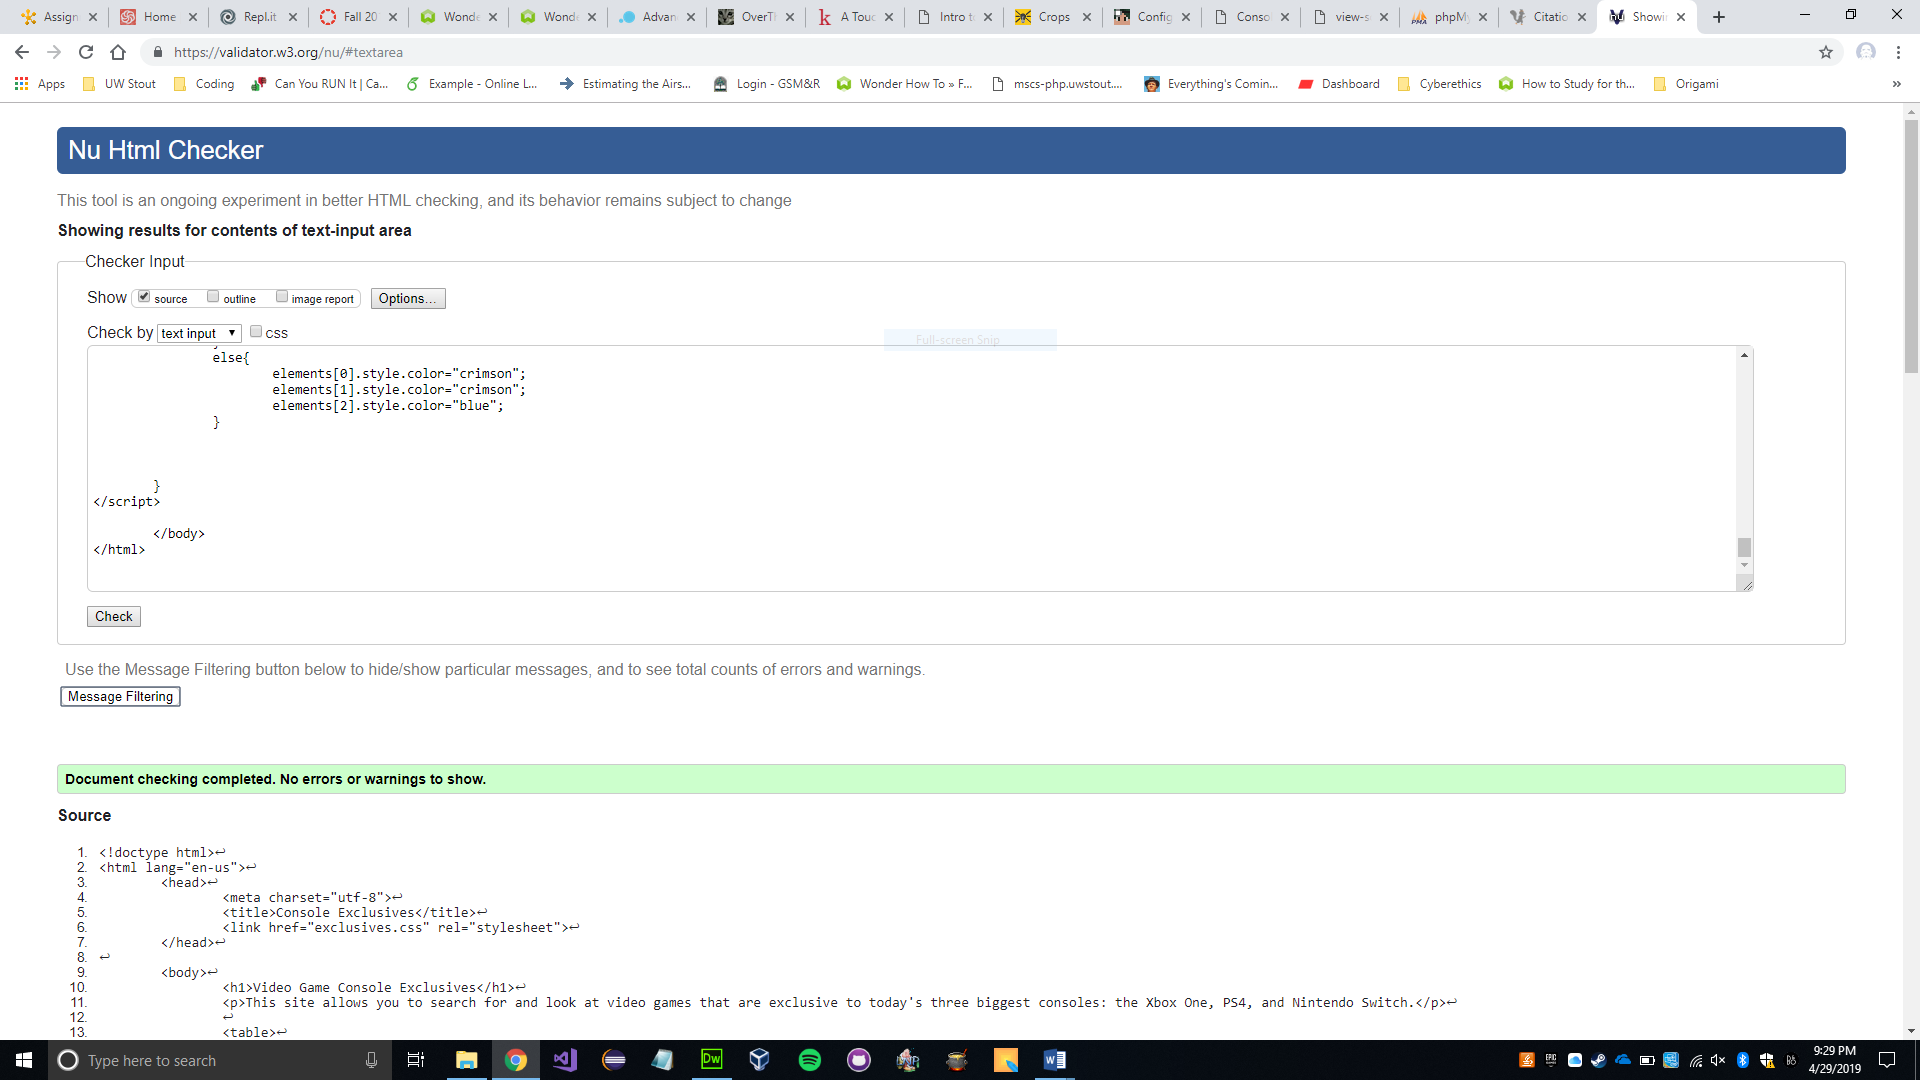 Assign Home Repl.it Fall 20 Wonde Wonde Advan OverT A Touc Intro t Crops Config Conso view-s phpMy Citatio Showin
https://validator.w3.org/nu/#textarea
Apps UW Stout Coding Can You RUN It | Ca... Example - Online L... Estimating the Airs... Login - GSM&R Wonder How To » F... mscs-php.uwstout.... Everything's Comin... Dashboard Cyberethics How to Study for th... Origami »
Nu Html Checker
This tool is an ongoing experiment in better HTML checking, and its behavior remains subject to change
Showing results for contents of text-input area
Checker Input
Show source outline image report Options...
Check by text input css
Full-screen Snip
else{
elements[0].style.color="crimson";
elements[1].style.color="crimson";
elements[2].style.color="blue";
}
}
</script>
</body>
</html>
Check
Use the Message Filtering button below to hide/show particular messages, and to see total counts of errors and warnings.
Message Filtering
Document checking completed. No errors or warnings to show.
Source
1. <!doctype html>↩
2. <html lang="en-us">↩
3. <head>↩
4. <meta charset="utf-8">↩
5. <title>Console Exclusives</title>↩
6. <link href="exclusives.css" rel="stylesheet">↩
7. </head>↩
8. ↩
9. <body>↩
10. <h1>Video Game Console Exclusives</h1>↩
11. <p>This site allows you to search for and look at video games that are exclusive to today's three biggest consoles: the Xbox One, PS4, and Nintendo Switch.</p>↩
12. ↩
13. <table>↩
Type here to search
9:29 PM
4/29/2019